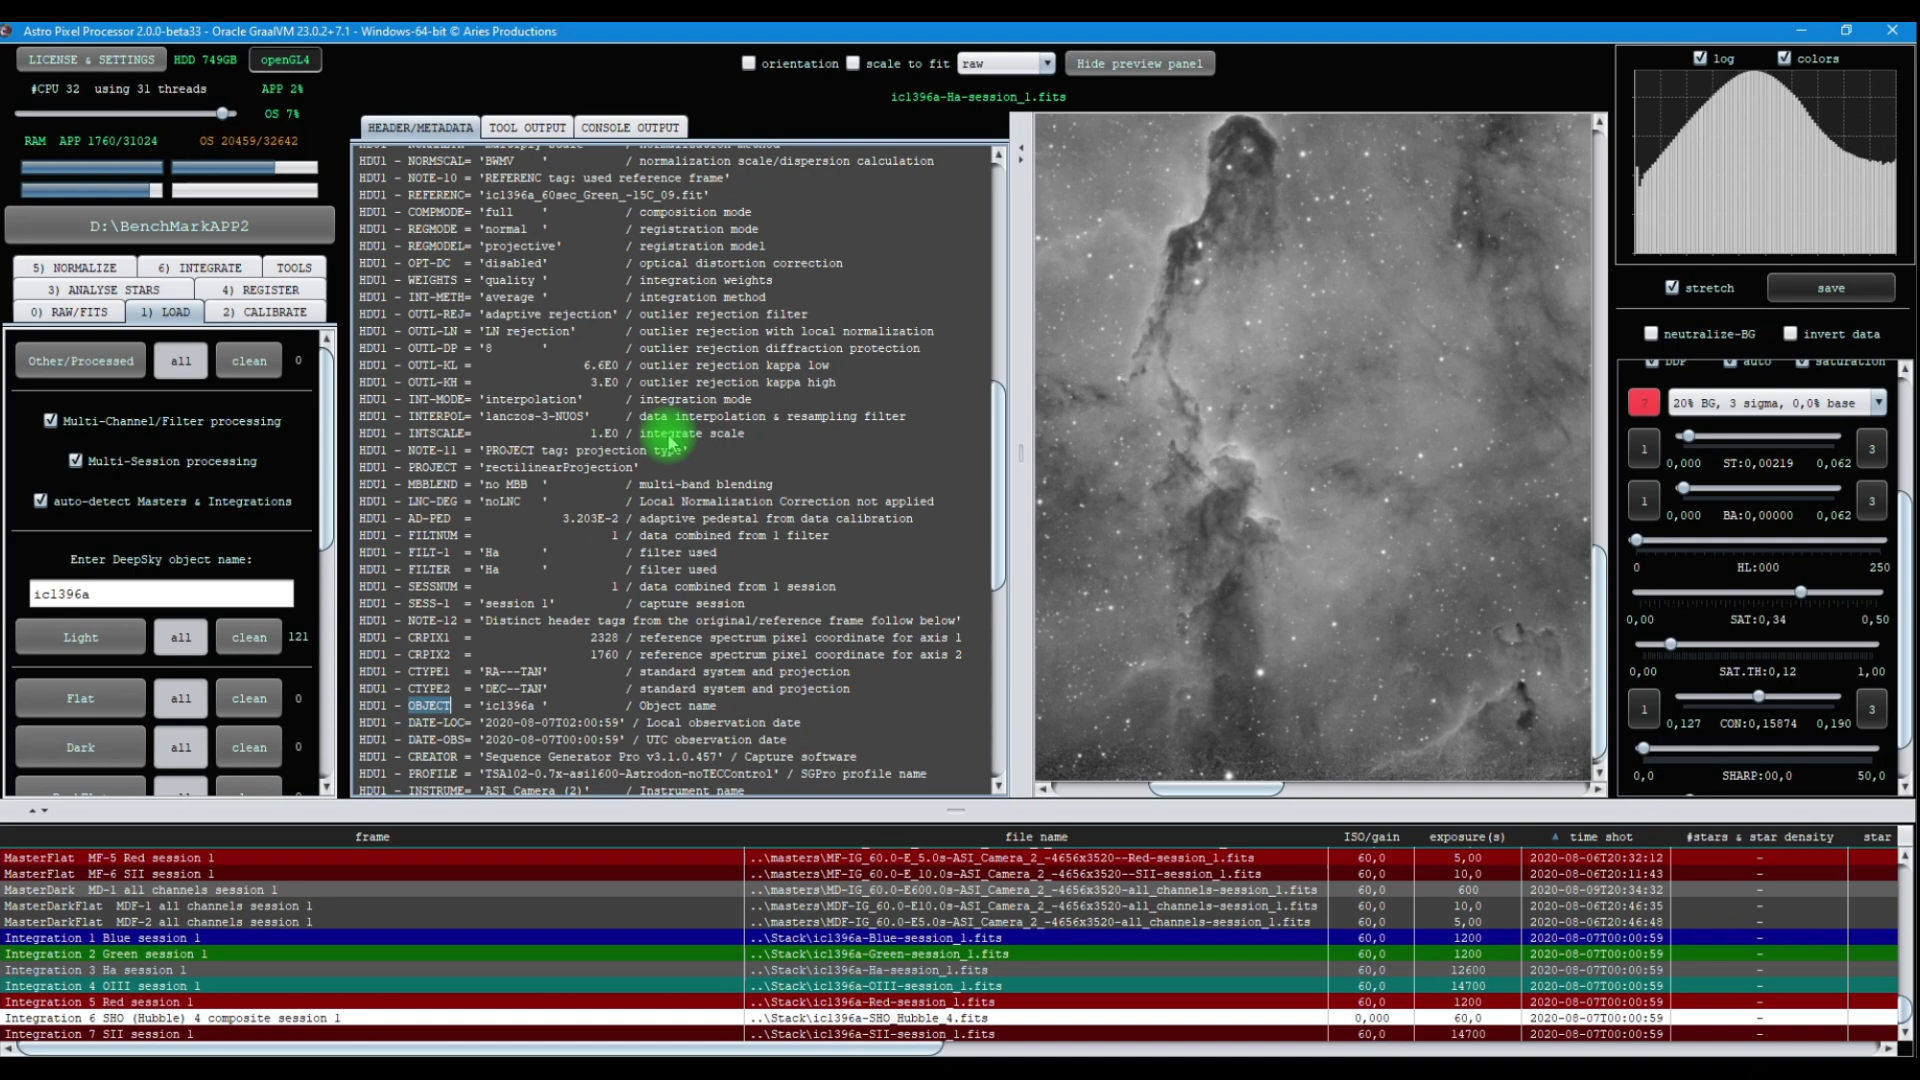 Astro Pixel Processor 2.0.0-beta33 - Oracle GraalVM 23.0.2+7.1 - Windows-64-bit © Aries Productions
LICENSE & SETTINGS HDD 749GB openGL4
#CPU 32 using 31 threads APP 2%
OS 7%
RAM APP 1760/31024 OS 20459/32642
D:\BenchMarkAPP2
5) NORMALIZE 6) INTEGRATE TOOLS
3) ANALYSE STARS 4) REGISTER
0) RAW/FITS 1) LOAD 2) CALIBRATE
Other/Processed all clean 0
Multi-Channel/Filter processing
Multi-Session processing
auto-detect Masters & Integrations
Enter DeepSky object name:
ic1396a
Light all clean 121
Flat all clean 0
Dark all clean 0
orientation scale to fit raw Hide preview panel
ic1396a-Ha-session_1.fits
HEADER/METADATA TOOL OUTPUT CONSOLE OUTPUT
HDU1 - NORMSCAL= 'BWMV ' / normalization scale/dispersion calculation
HDU1 - NOTE-10 = 'REFERENC tag: used reference frame'
HDU1 - REFERENC= 'ic1396a_60sec_Green_-15C_09.fit'
HDU1 - COMPMODE= 'full ' / composition mode
HDU1 - REGMODE = 'normal ' / registration mode
HDU1 - REGMODEL= 'projective' / registration model
HDU1 - OPT-DC = 'disabled' / optical distortion correction
HDU1 - WEIGHTS = 'quality ' / integration weights
HDU1 - INT-METH= 'average ' / integration method
HDU1 - OUTL-REJ= 'adaptive rejection' / outlier rejection filter
HDU1 - OUTL-LN = 'LN rejection' / outlier rejection with local normalization
HDU1 - OUTL-DP = '8 ' / outlier rejection diffraction protection
HDU1 - OUTL-KL = 6.6E0 / outlier rejection kappa low
HDU1 - OUTL-KH = 3.E0 / outlier rejection kappa high
HDU1 - INT-MODE= 'interpolation' / integration mode
HDU1 - INTERPOL= 'lanczos-3-NUOS' / data interpolation & resampling filter
HDU1 - INTSCALE= 1.E0 / integrate scale
HDU1 - NOTE-11 = 'PROJECT tag: projection type'
HDU1 - PROJECT = 'rectilinearProjection'
HDU1 - MBBLEND = 'no MBB ' / multi-band blending
HDU1 - LNC-DEG = 'noLNC ' / Local Normalization Correction not applied
HDU1 - AD-PED = 3.203E-2 / adaptive pedestal from data calibration
HDU1 - FILTNUM = 1 / data combined from 1 filter
HDU1 - FILT-1 = 'Ha ' / filter used
HDU1 - FILTER = 'Ha ' / filter used
HDU1 - SESSNUM = 1 / data combined from 1 session
HDU1 - SESS-1 = 'session 1' / capture session
HDU1 - NOTE-12 = 'Distinct header tags from the original/reference frame follow below'
HDU1 - CRPIX1 = 2328 / reference spectrum pixel coordinate for axis 1
HDU1 - CRPIX2 = 1760 / reference spectrum pixel coordinate for axis 2
HDU1 - CTYPE1 = 'RA---TAN' / standard system and projection
HDU1 - CTYPE2 = 'DEC--TAN' / standard system and projection
HDU1 - OBJECT = 'ic1396a ' / Object name
HDU1 - DATE-LOC= '2020-08-07T02:00:59' / Local observation date
HDU1 - DATE-OBS= '2020-08-07T00:00:59' / UTC observation date
HDU1 - CREATOR = 'Sequence Generator Pro v3.1.0.457' / Capture software
HDU1 - PROFILE = 'TSA102-0.7x-asi1600-Astrodon-noTECControl' / SGPro profile name
HDU1 - INSTRUME= 'ASI Camera (2)' / Instrument name
log colors
stretch save
neutralize-BG invert data
DDP auto saturation
? 20% BG, 3 sigma, 0,0% base
1 0,000 ST:0,00219 0,062 3
1 0,000 BA:0,00000 0,062 3
0 HL:000 250
0,00 SAT:0,34 0,50
0,00 SAT.TH:0,12 1,00
1 0,127 CON:0,15874 0,190 3
0,0 SHARP:00,0 50,0
frame file name ISO/gain exposure(s) time shot #stars & star density star
MasterFlat MF-5 Red session 1 ..\masters\MF-IG_60.0-E_5.0s-ASI_Camera_2_-4656x3520--Red-session_1.fits 60,0 5,00 2020-08-06T20:32:12 -
MasterFlat MF-6 SII session 1 ..\masters\MF-IG_60.0-E_10.0s-ASI_Camera_2_-4656x3520--SII-session_1.fits 60,0 10,0 2020-08-06T20:11:43 -
MasterDark MD-1 all channels session 1 ..\masters\MD-IG_60.0-E600.0s-ASI_Camera_2_-4656x3520-all_channels-session_1.fits 60,0 600 2020-08-09T20:34:32 -
MasterDarkFlat MDF-1 all channels session 1 ..\masters\MDF-IG_60.0-E10.0s-ASI_Camera_2_-4656x3520-all_channels-session_1.fits 60,0 10,0 2020-08-06T20:46:35 -
MasterDarkFlat MDF-2 all channels session 1 ..\masters\MDF-IG_60.0-E5.0s-ASI_Camera_2_-4656x3520-all_channels-session_1.fits 60,0 5,00 2020-08-06T20:46:48 -
Integration 1 Blue session 1 ..\Stack\ic1396a-Blue-session_1.fits 60,0 1200 2020-08-07T00:00:59 -
Integration 2 Green session 1 ..\Stack\ic1396a-Green-session_1.fits 60,0 1200 2020-08-07T00:00:59 -
Integration 3 Ha session 1 ..\Stack\ic1396a-Ha-session_1.fits 60,0 12600 2020-08-07T00:00:59 -
Integration 4 OIII session 1 ..\Stack\ic1396a-OIII-session_1.fits 60,0 14700 2020-08-07T00:00:59 -
Integration 5 Red session 1 ..\Stack\ic1396a-Red-session_1.fits 60,0 1200 2020-08-07T00:00:59 -
Integration 6 SHO (Hubble) 4 composite session 1 ..\Stack\ic1396a-SHO_Hubble_4.fits 0,000 60,0 2020-08-07T00:00:59 -
Integration 7 SII session 1 ..\Stack\ic1396a-SII-session_1.fits 60,0 14700 2020-08-07T00:00:59 -